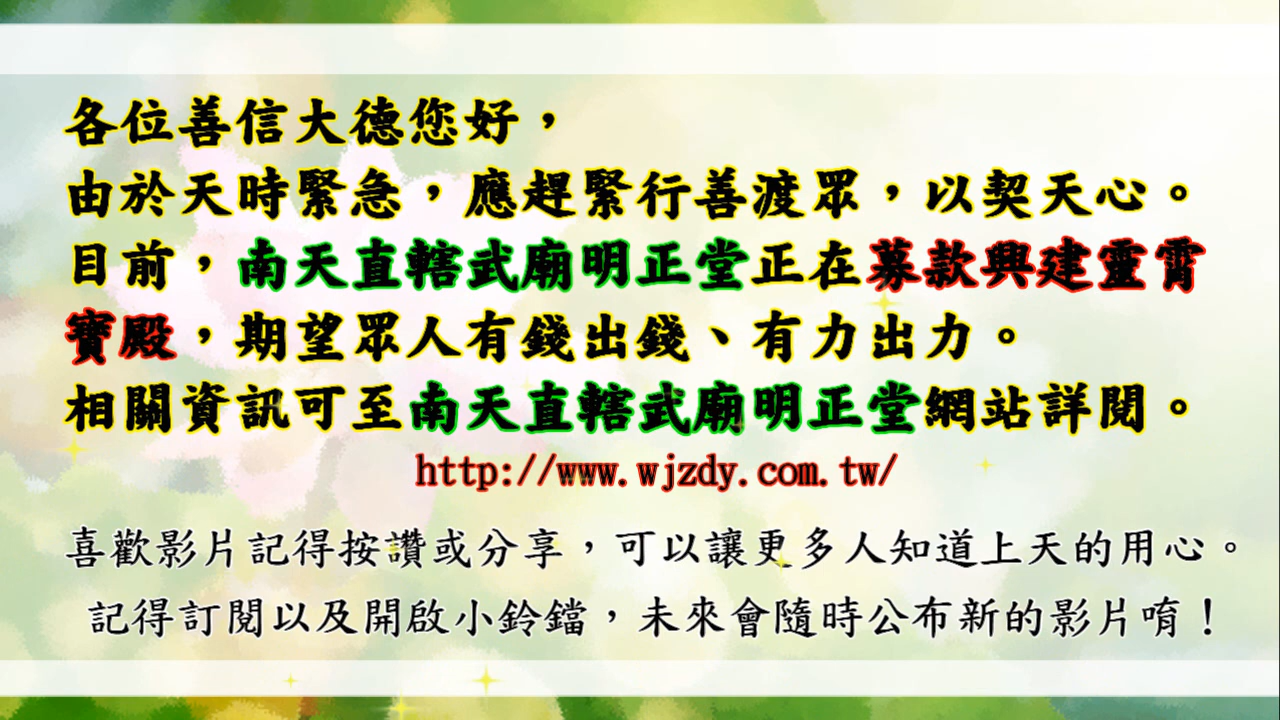 各位善信大德您好，
由於天時緊急，應趕緊行善渡眾，以契天心。
目前，南天直轄武廟明正堂正在募款興建靈霄
寶殿，期望眾人有錢出錢、有力出力。
相關資訊可至南天直轄武廟明正堂網站詳閱。
http://www.wjzdy.com.tw/
喜歡影片記得按讚或分享，可以讓更多人知道上天的用心。
記得訂閱以及開啟小鈴鐺，未來會隨時公布新的影片唷！